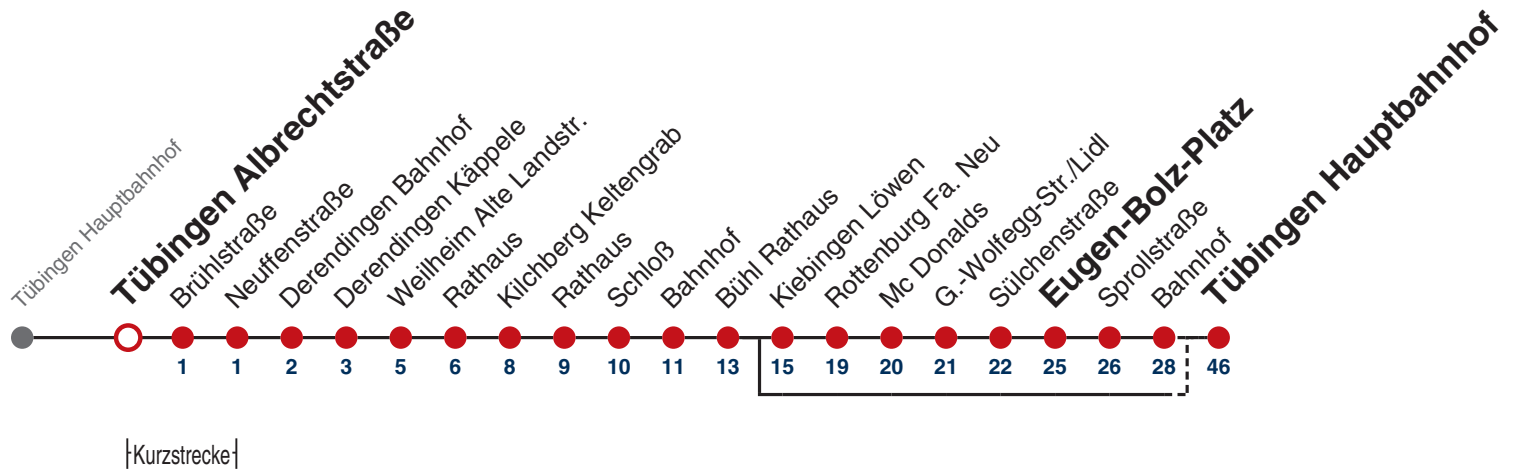 Tübingen Hauptbahnhof
Tübingen Albrechtstraße
Brühlstraße
Neuffenstraße
Derendingen Bahnhof
Derendingen Käppele
Weilheim Alte Landstr.
Rathaus
Kilchberg Keltengrab
Rathaus
Schloß
Bahnhof
Bühl Rathaus
Kiebingen Löwen
Rottenburg Fa. Neu
Mc Donalds
G.-Wolfegg-Str./Lidl
Sülchenstraße
Eugen-Bolz-Platz
Sprollstraße
Bahnhof
Tübingen Hauptbahnhof
1 1 2 3 5 6 8 9 10 11 13 15 19 20 21 22 25 26 28 46
Kurzstrecke